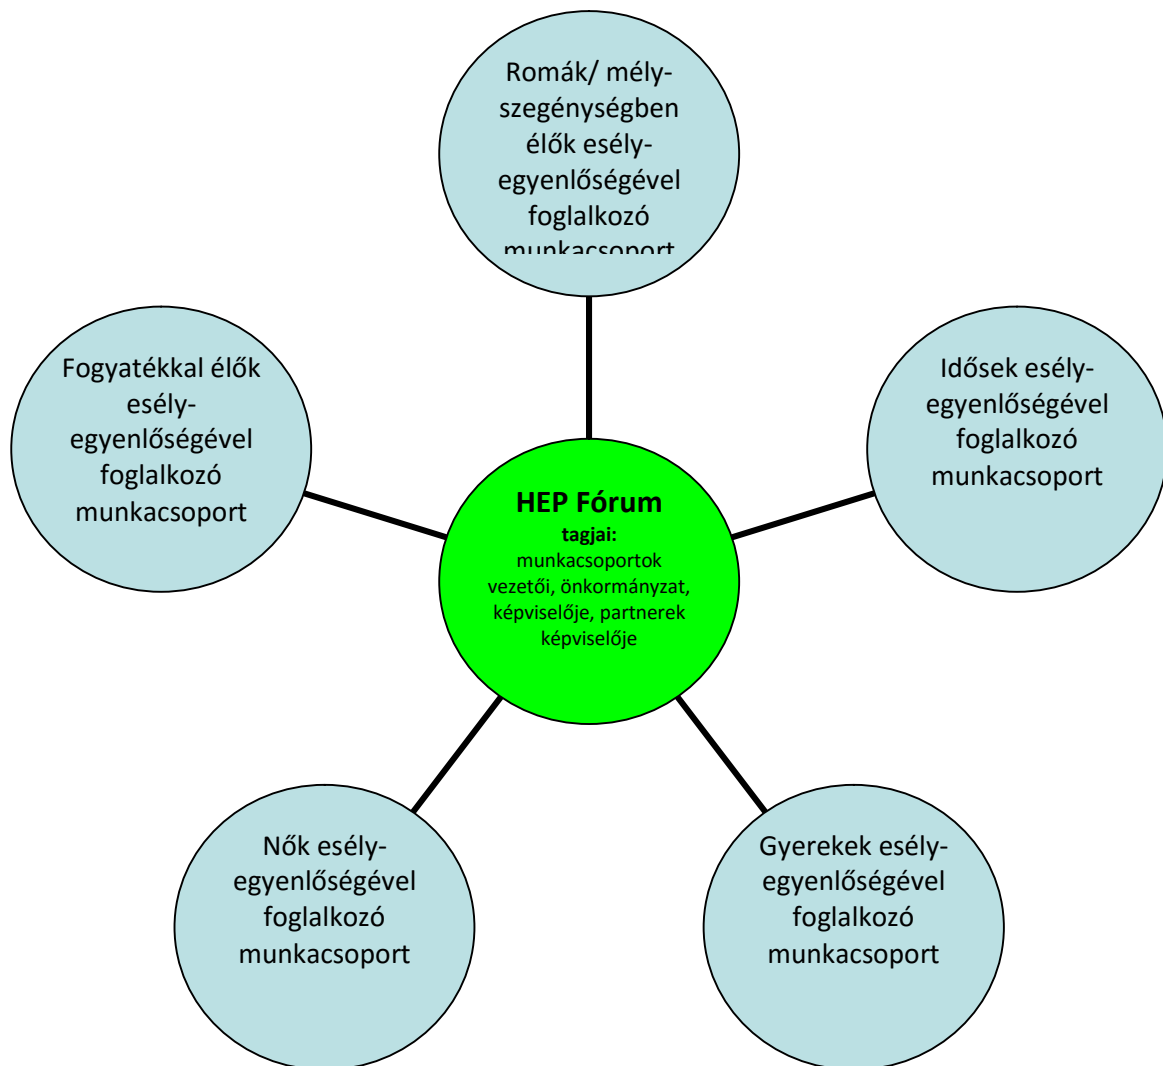 Romák/ mély-
szegénységben
élők esély-
egyenlőségével
foglalkozó
munkacsoport
Fogyatékkal élők
esély-
egyenlőségével
foglalkozó
munkacsoport
Idősek esély-
egyenlőségével
foglalkozó
munkacsoport
HEP Fórum
tagjai:
munkacsoportok
vezetői, önkormányzat,
képviselője, partnerek
képviselője
Nők esély-
egyenlőségével
foglalkozó
munkacsoport
Gyerekek esély-
egyenlőségével
foglalkozó
munkacsoport